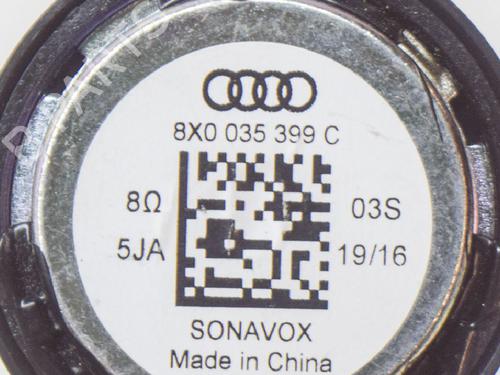 8X0 035 399 C
8Ω 03S
5JA 19/16
SONAVOX
Made in China